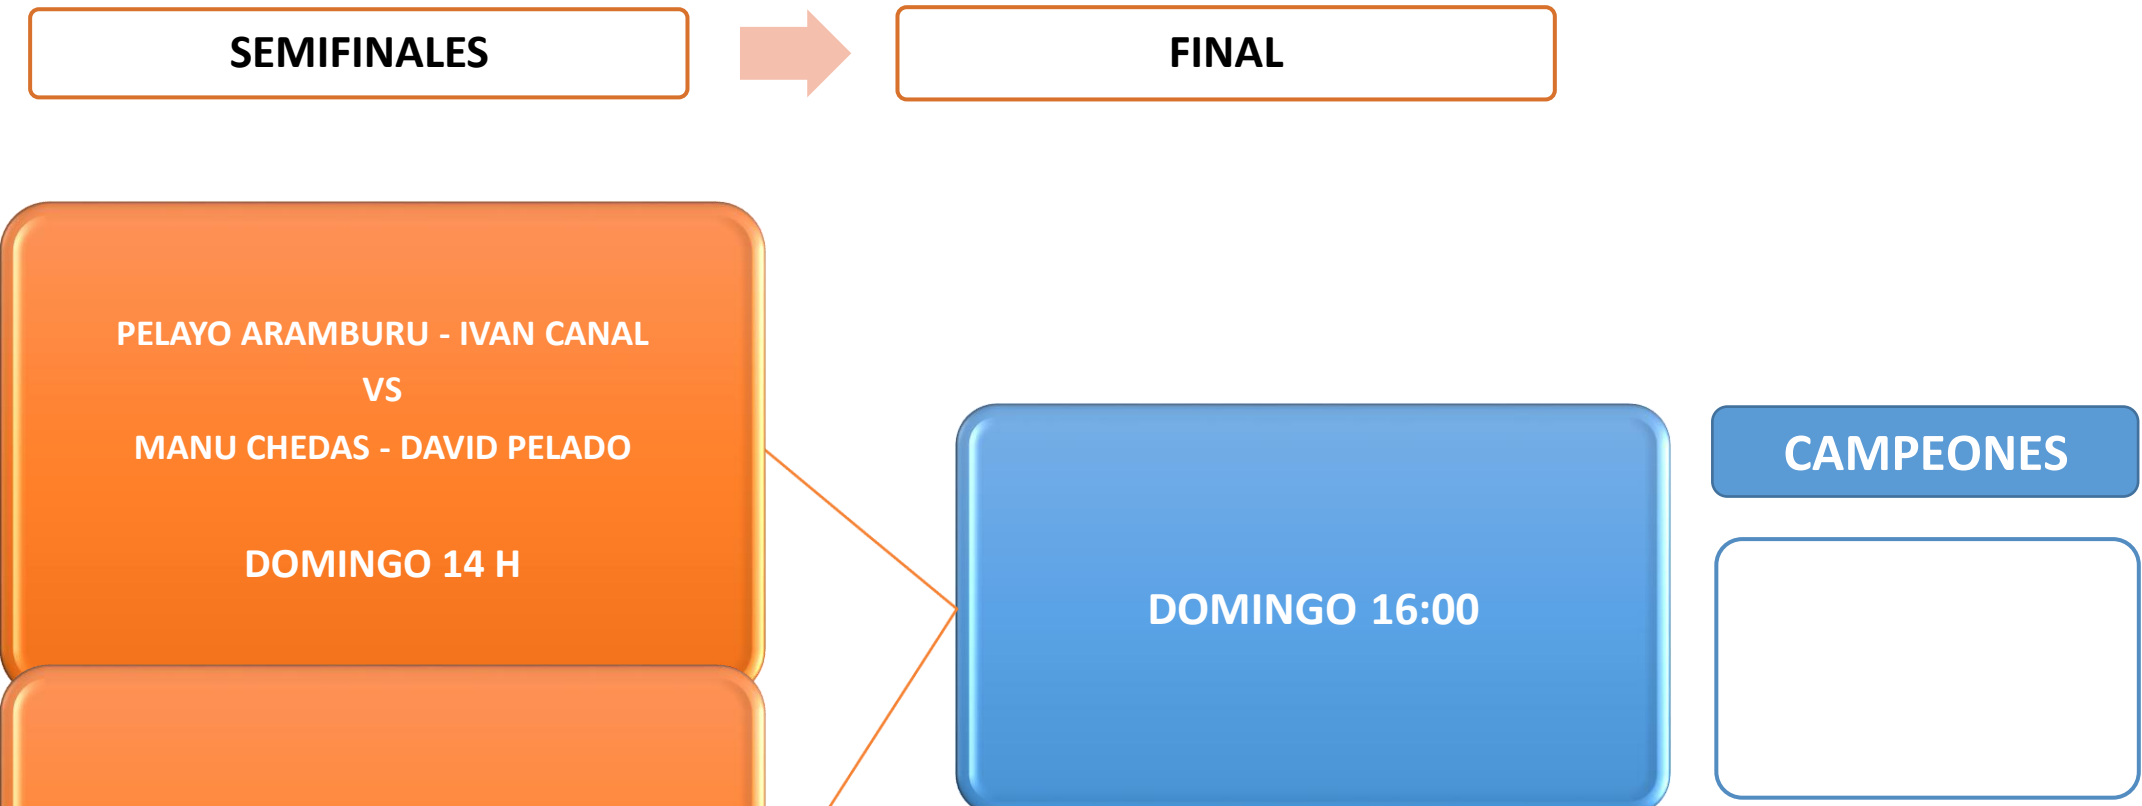 SEMIFINALES
FINAL
PELAYO ARAMBURU - IVAN CANAL
VS
MANU CHEDAS - DAVID PELADO
DOMINGO 14 H
DOMINGO 16:00
CAMPEONES